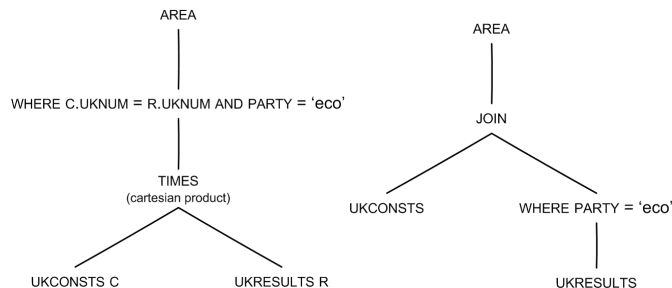 AREA
WHERE C.UKNUM = R.UKNUM AND PARTY = ‘eco’
TIMES
(cartesian product)
UKCONSTS C
UKRESULTS R
AREA
JOIN
UKCONSTS
WHERE PARTY = ‘eco’
UKRESULTS